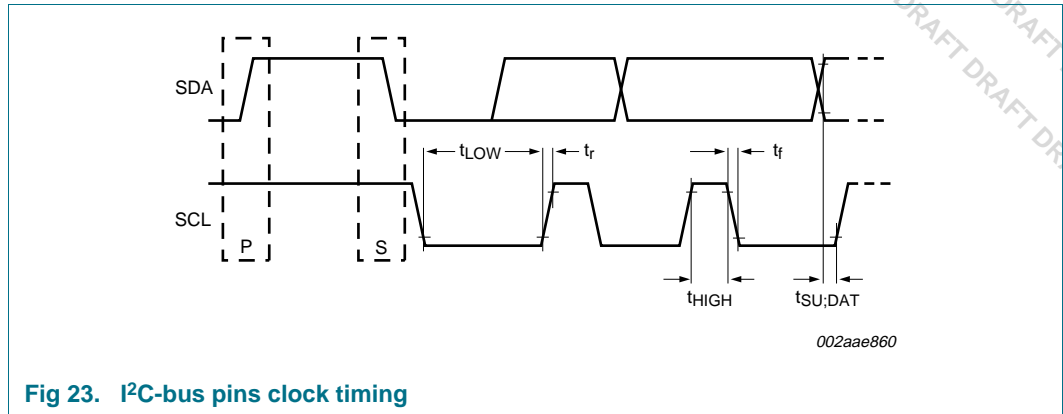 DRAFT DRAFT DRAFT
DRAFT
SDA
tLOW
tr
tf
SCL
P
S
tHIGH
tSU;DAT
002aae860
Fig 23. I2C-bus pins clock timing